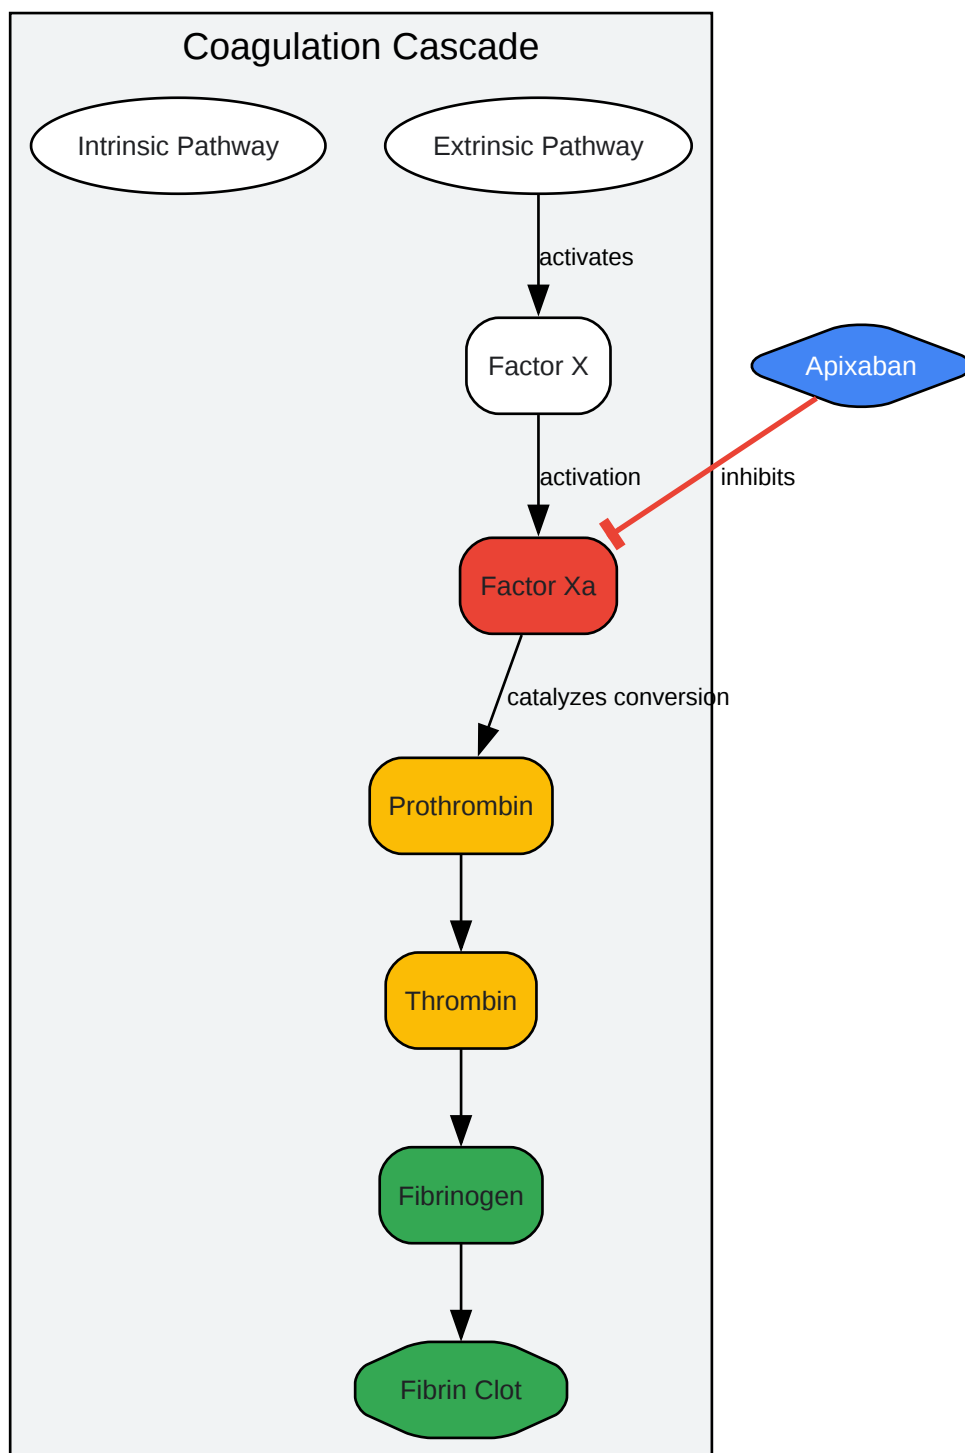 Coagulation Cascade
Intrinsic Pathway
Extrinsic Pathway
activates
Factor X
Apixaban
activation
inhibits
Factor Xa
catalyzes conversion
Prothrombin
Thrombin
Fibrinogen
Fibrin Clot